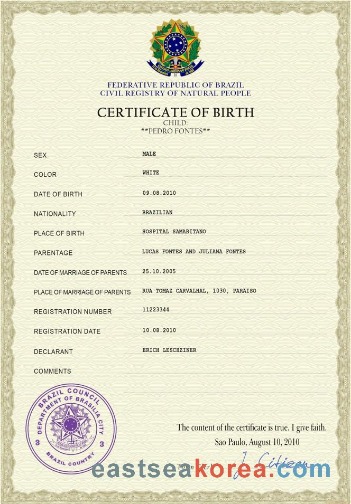 FEDERATIVE REPUBLIC OF BRAZIL
CIVIL REGISTRY OF NATURAL PEOPLE
CERTIFICATE OF BIRTH
CHILD:
**PEDRO FONTES**
SEX MALE
COLOR WHITE
DATE OF BIRTH 09.08.2010
NATIONALITY BRAZILIAN
PLACE OF BIRTH HOSPITAL SAMARITANO
PARENTAGE LUCAS FONTES AND JULIANA FONTES
DATE OF MARRIAGE OF PARENTS 25.10.2005
PLACE OF MARRIAGE OF PARENTS RUA TOMAZ CARVALHAL, 1030, PARAISO
REGISTRATION NUMBER 11223344
REGISTRATION DATE 10.08.2010
DECLARANT ERICH LESCHZINER
COMMENTS
BRAZIL COUNCIL
DEPARTMENT OF BRASILIA CITY
3 3
BRAZIL COUNTRY
The content of the certificate is true. I give faith.
Sao Paulo, August 10, 2010
J. Citizen
eastseakorea.com